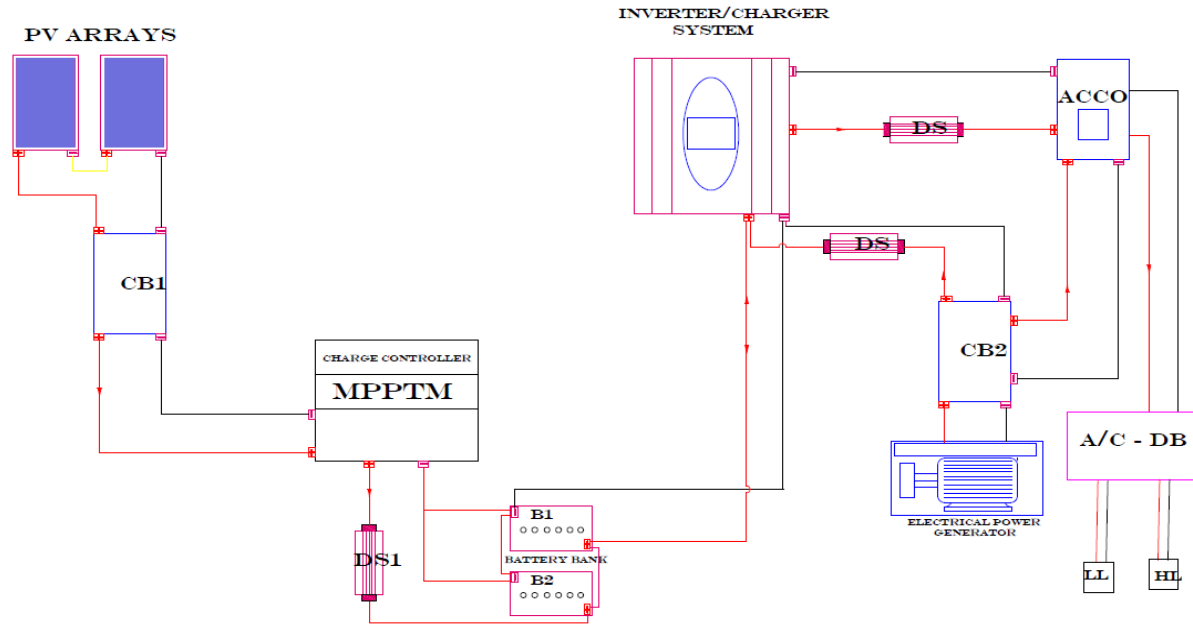 PV ARRAYS
INVERTER/CHARGER
SYSTEM
ACCO
DS
DS
CB1
CB2
CHARGE CONTROLLER
MPPTM
A/C - DB
B1
BATTERY BANK
B2
DS1
ELECTRICAL POWER
GENERATOR
LL
HL